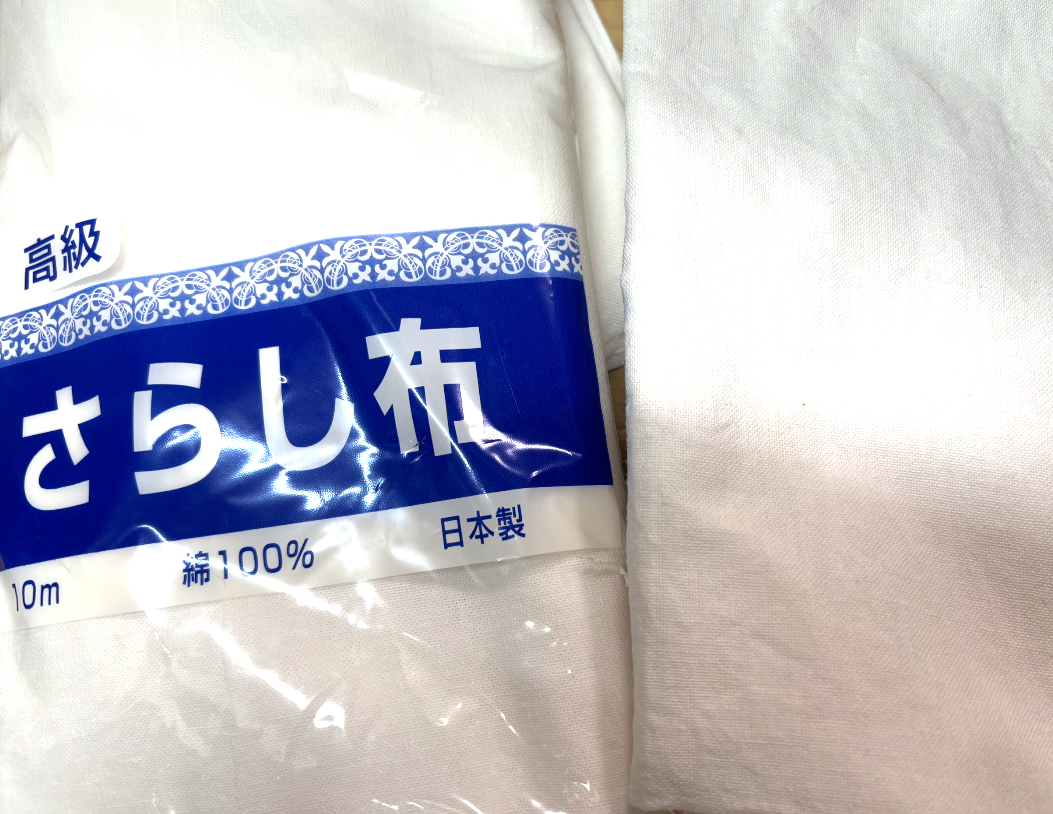 高級
さらし布
10m 綿100% 日本製